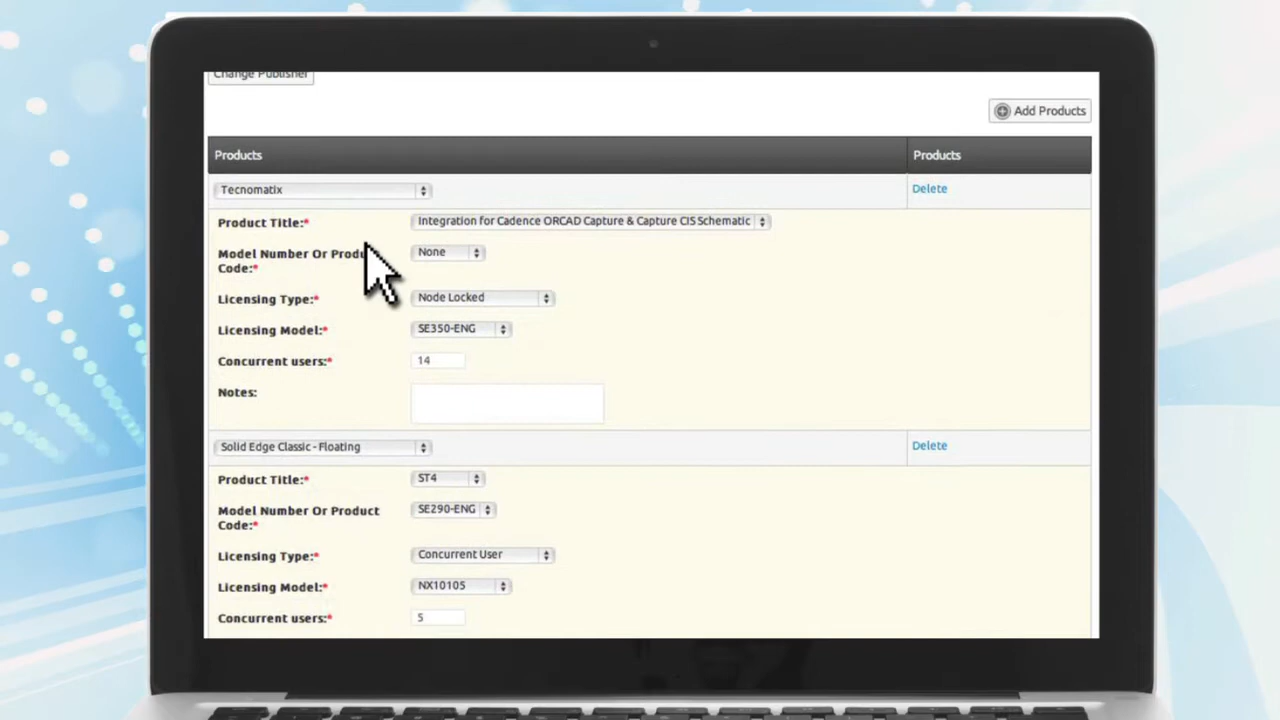 Change Publisher
Add Products
Products Products
Tecnomatix Delete
Product Title:* Integration for Cadence ORCAD Capture & Capture CIS Schematic
Model Number Or Produ None
Code:*
Licensing Type:* Node Locked
Licensing Model:* SE350-ENG
Concurrent users:* 14
Notes:
Solid Edge Classic - Floating Delete
Product Title:* ST4
Model Number Or Product SE290-ENG
Code:*
Licensing Type:* Concurrent User
Licensing Model:* NX10105
Concurrent users:* 5